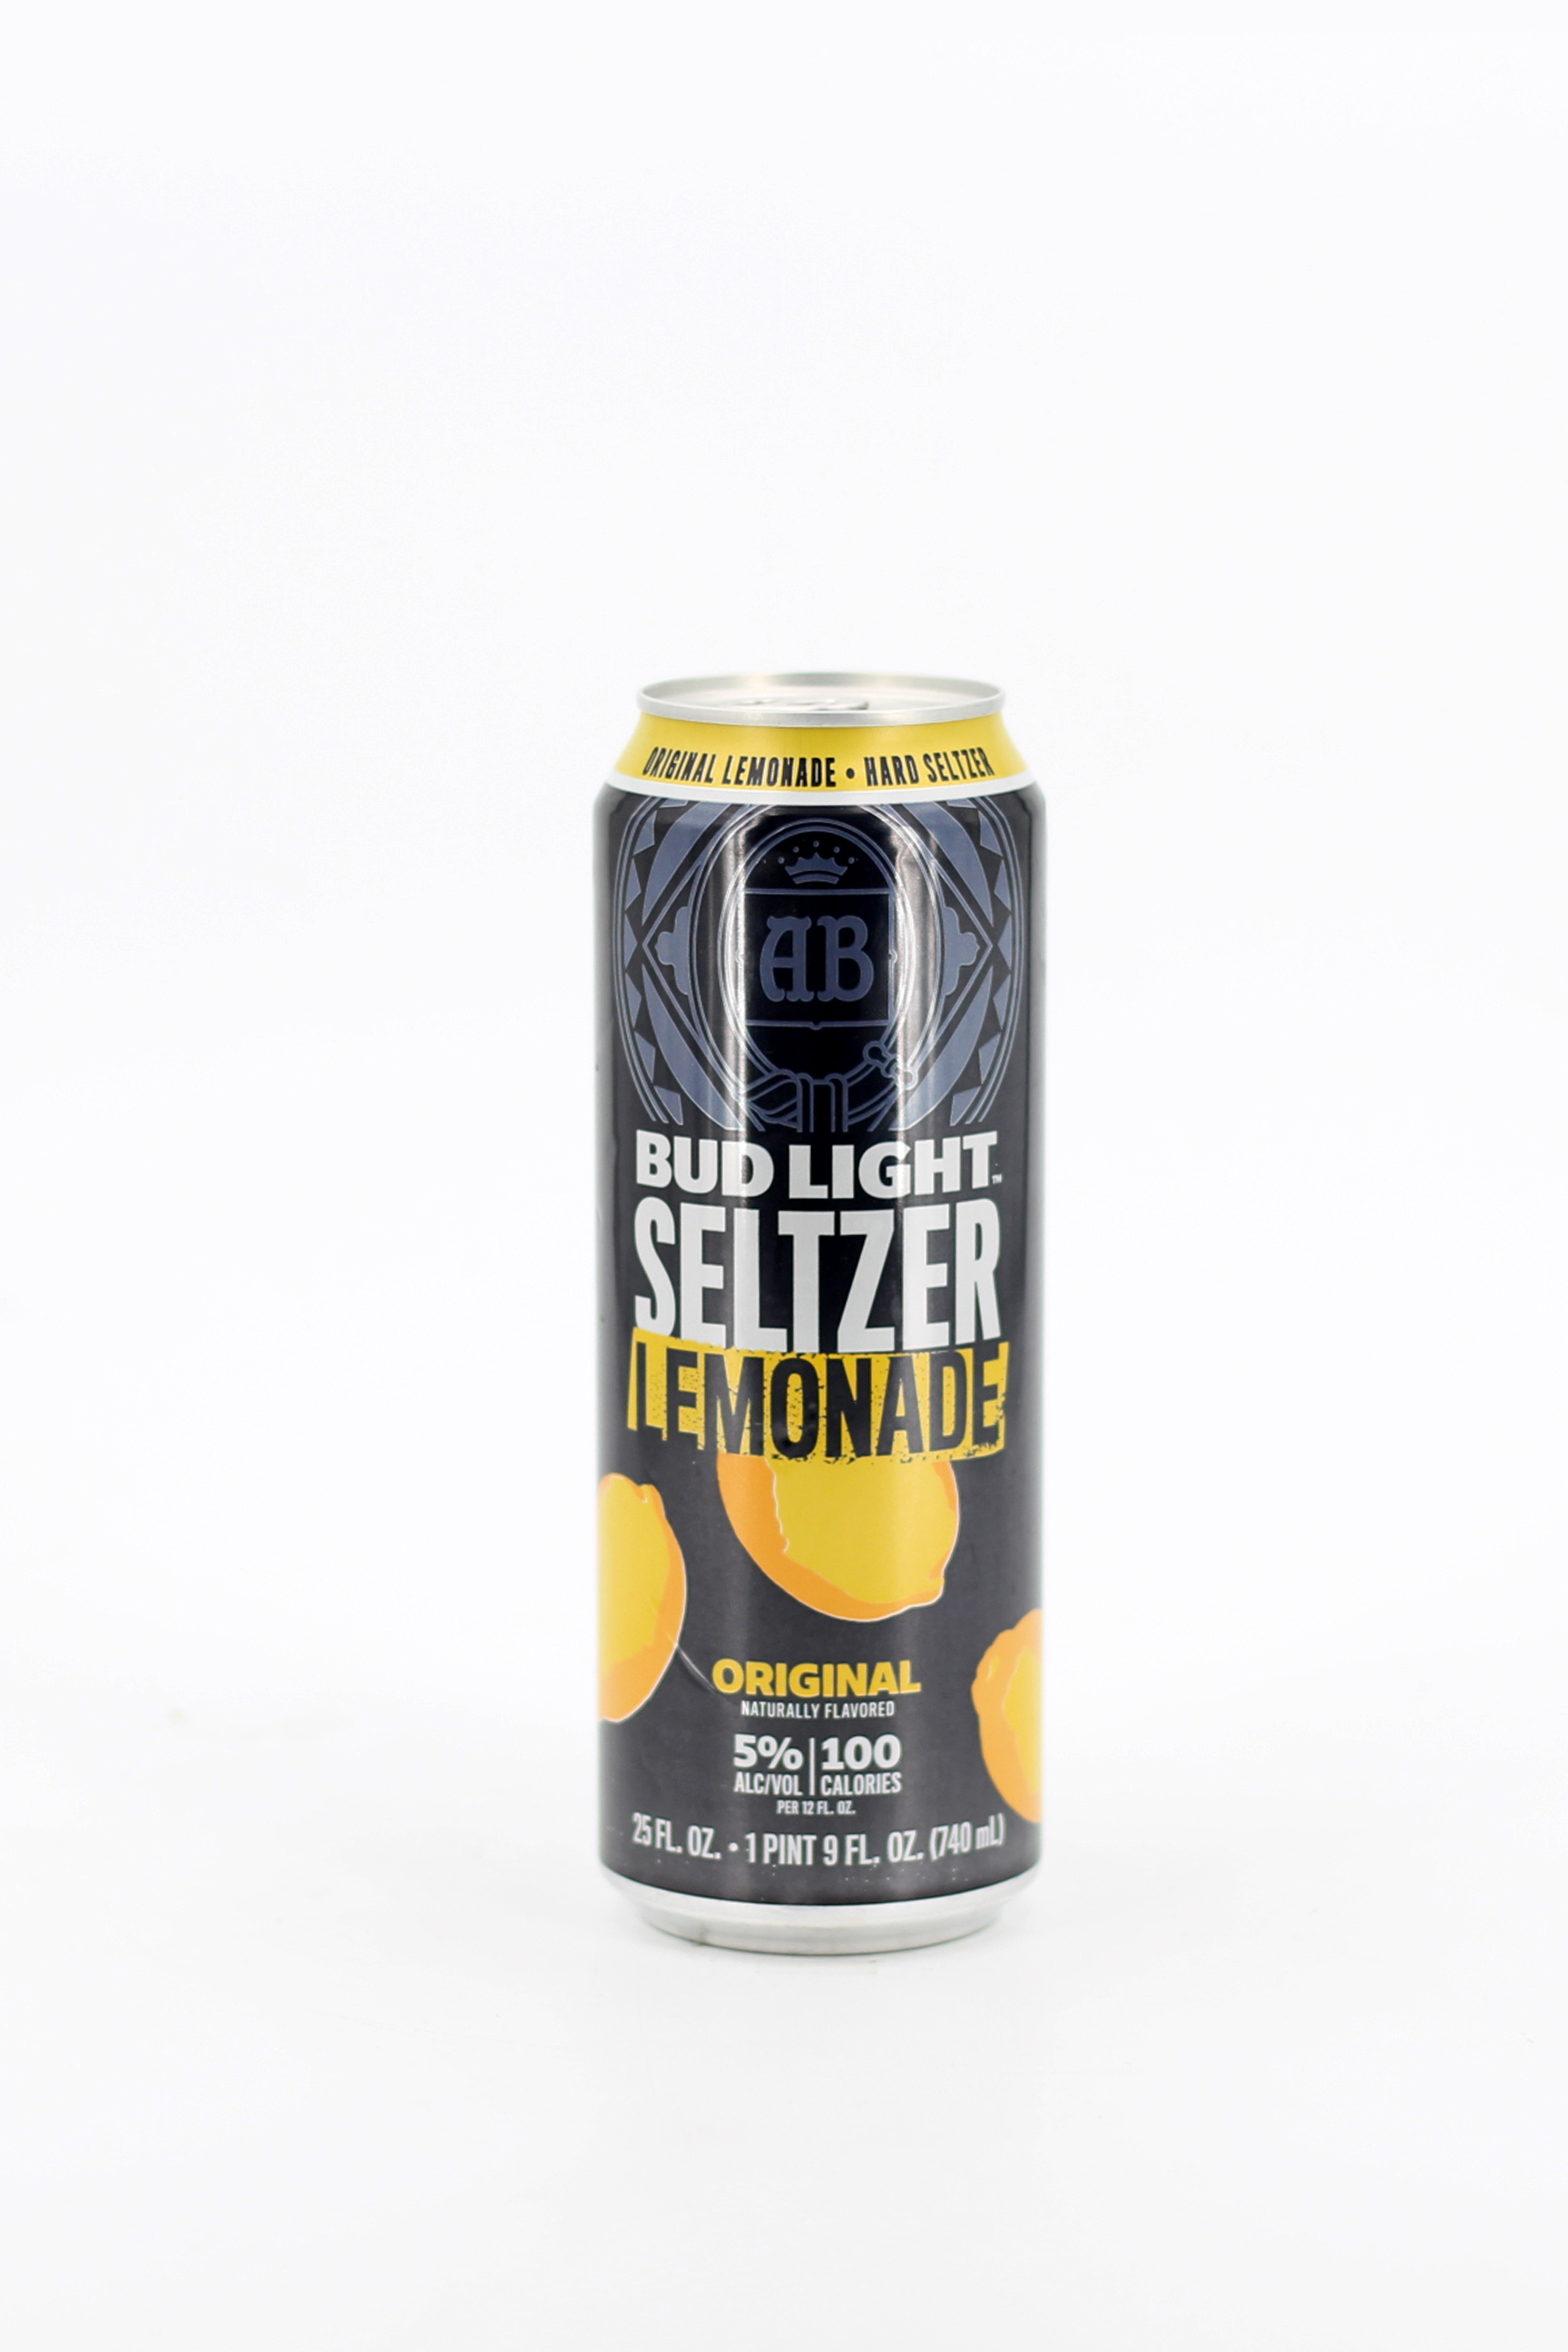 ORIGINAL LEMONADE • HARD SELTZER
AB
BUD LIGHT™
SELTZER
LEMONADE
ORIGINAL
NATURALLY FLAVORED
5% | 100
ALC/VOL | CALORIES
PER 12 FL. OZ.
25 FL. OZ. • 1 PINT 9 FL. OZ. (740 mL)